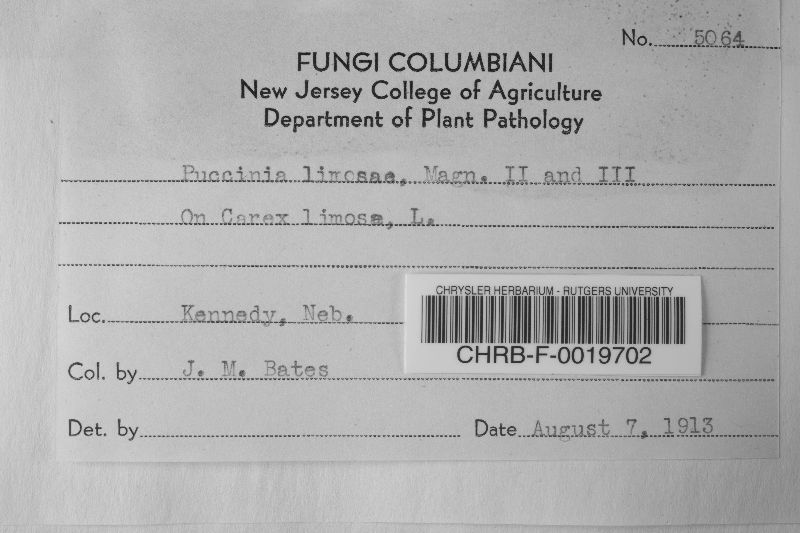 No. 5064
FUNGI COLUMBIANI
New Jersey College of Agriculture
Department of Plant Pathology
Puccinia limosae, Magn. II and III
On Carex limosa, L.
Loc. Kennedy, Neb.
CHRYSLER HERBARIUM - RUTGERS UNIVERSITY
CHRB-F-0019702
Col. by J. M. Bates
Det. by
Date August 7, 1913